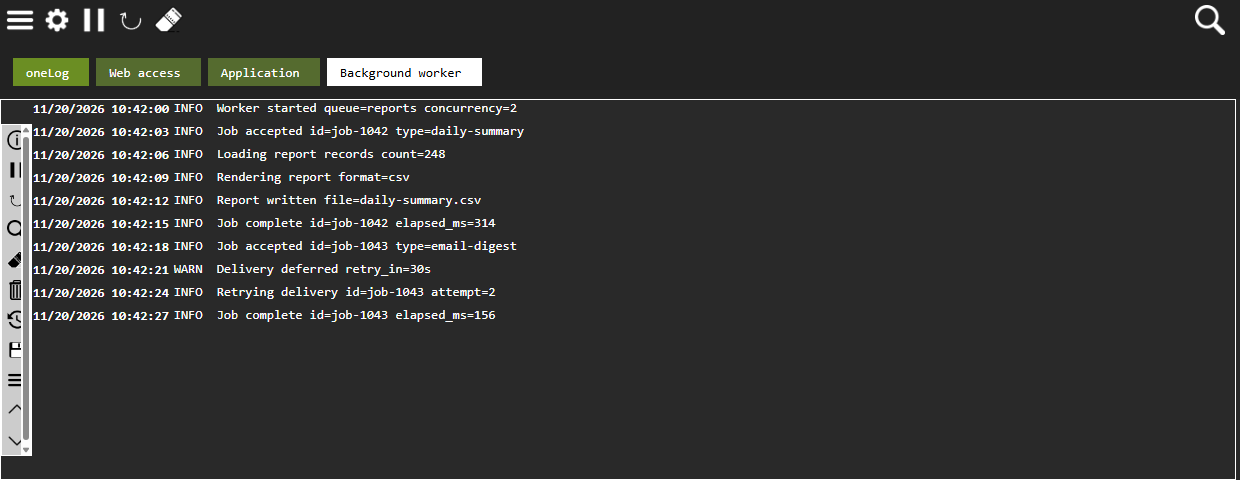 oneLog Web access Application Background worker
11/20/2026 10:42:00 INFO Worker started queue=reports concurrency=2
11/20/2026 10:42:03 INFO Job accepted id=job-1042 type=daily-summary
11/20/2026 10:42:06 INFO Loading report records count=248
11/20/2026 10:42:09 INFO Rendering report format=csv
11/20/2026 10:42:12 INFO Report written file=daily-summary.csv
11/20/2026 10:42:15 INFO Job complete id=job-1042 elapsed_ms=314
11/20/2026 10:42:18 INFO Job accepted id=job-1043 type=email-digest
11/20/2026 10:42:21 WARN Delivery deferred retry_in=30s
11/20/2026 10:42:24 INFO Retrying delivery id=job-1043 attempt=2
11/20/2026 10:42:27 INFO Job complete id=job-1043 elapsed_ms=156